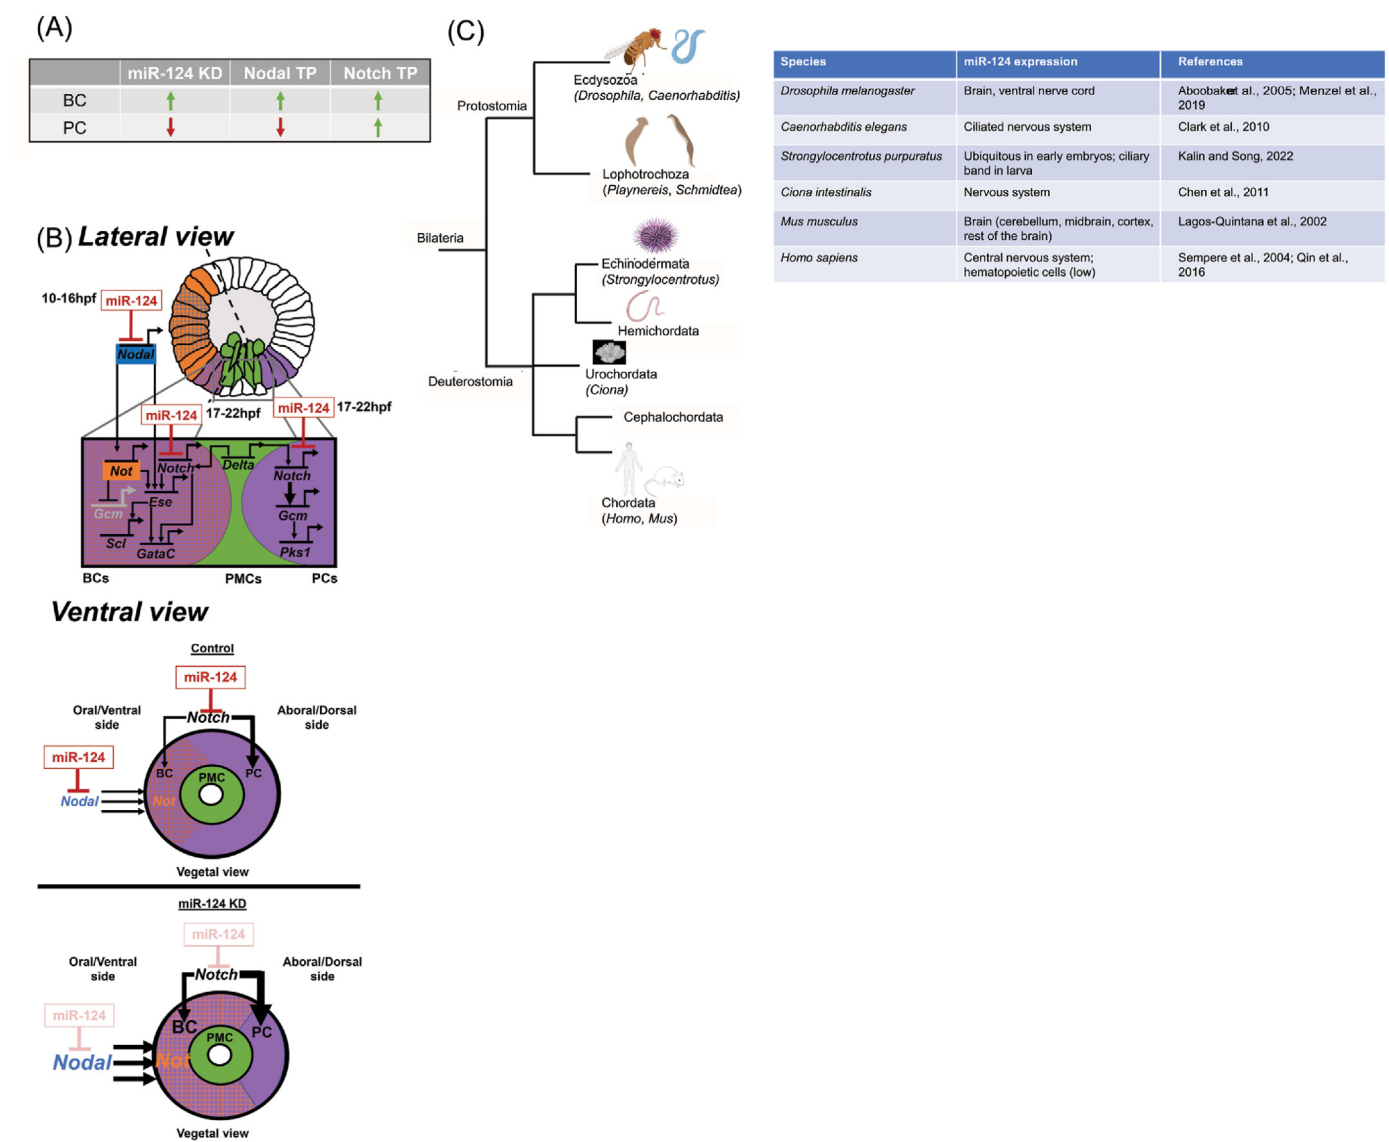 (A)
miR-124 KD Nodal TP Notch TP
BC
PC
(B) Lateral view
10-16hpf miR-124
Nodal
miR-124 17-22hpf miR-124 17-22hpf
Not Notch Delta Notch
Gcm Ese Gcm
Scl GataC Pks1
BCs PMCs PCs
Ventral view
Control
miR-124
Oral/Ventral
side
Notch
Aboral/Dorsal
side
miR-124
Nodal
BC PMC PC
Not
Vegetal view
miR-124 KD
miR-124
Oral/Ventral
side
Notch
Aboral/Dorsal
side
miR-124
Nodal
BC PMC PC
Not
Vegetal view
(C)
Ecdysozoa
(Drosophila, Caenorhabditis)
Protostomia
Lophotrochoza
(Playnereis, Schmidtea)
Bilateria
Echinodermata
(Strongylocentrotus)
Hemichordata
Deuterostomia
Urochordata
(Ciona)
Cephalochordata
Chordata
(Homo, Mus)
Species miR-124 expression References
Drosophila melanogaster Brain, ventral nerve cord Aboobaker et al., 2005; Menzel et al.,
2019
Caenorhabditis elegans Ciliated nervous system Clark et al., 2010
Strongylocentrotus purpuratus Ubiquitous in early embryos; ciliary Kalin and Song, 2022
band in larva
Ciona intestinalis Nervous system Chen et al., 2011
Mus musculus Brain (cerebellum, midbrain, cortex, Lagos-Quintana et al., 2002
rest of the brain)
Homo sapiens Central nervous system; Sempere et al., 2004; Qin et al.,
hematopoietic cells (low) 2016